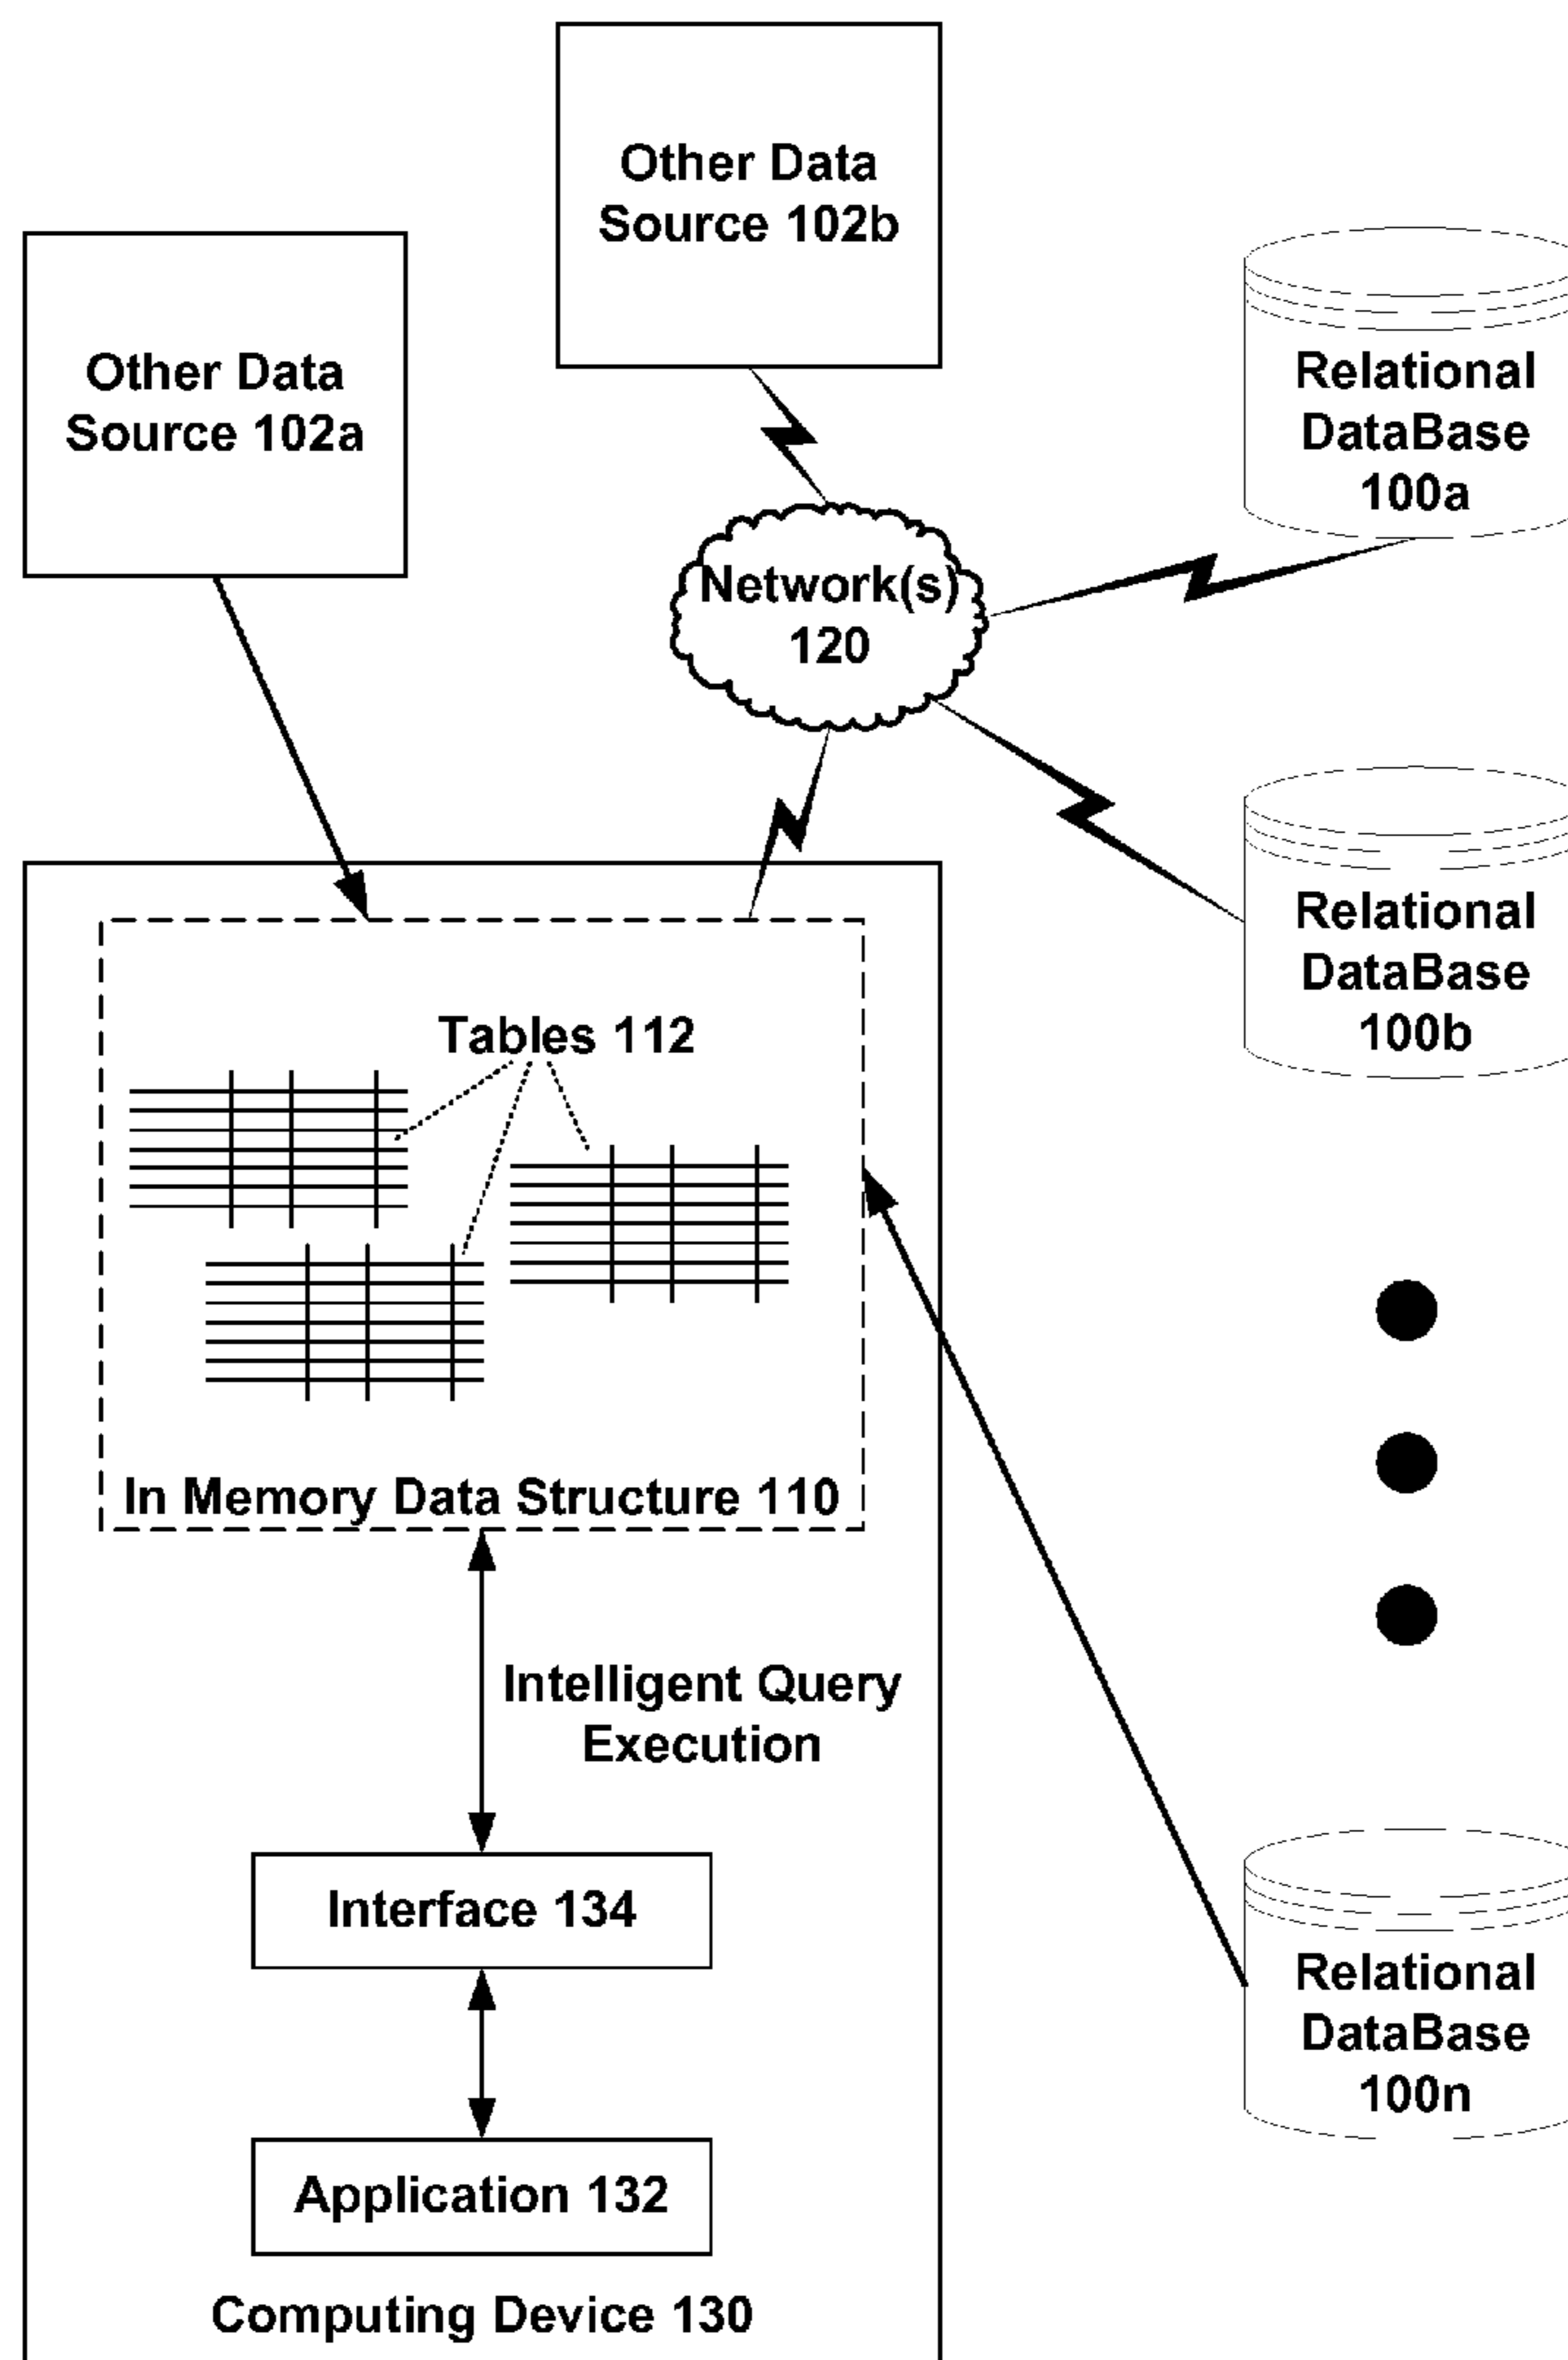 Other Data
Source 102b
Other Data
Source 102a
Relational
DataBase
100a
Network(s)
120
Relational
DataBase
100b
Tables 112
In Memory Data Structure 110
Intelligent Query
Execution
Interface 134
Relational
DataBase
100n
Application 132
Computing Device 130